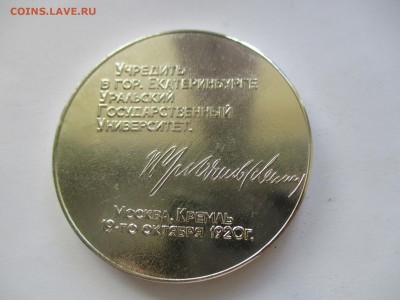 COINS.LAVE.RU
УЧРЕДИТЬ
В ГОР. ЕКАТЕРИНБУРГЕ
УРАЛЬСКИЙ
ГОСУДАРСТВЕННЫЙ
УНИВЕРСИТЕТ.
МОСКВА, КРЕМЛЬ
19-ГО ОКТЯБРЯ 1920г.